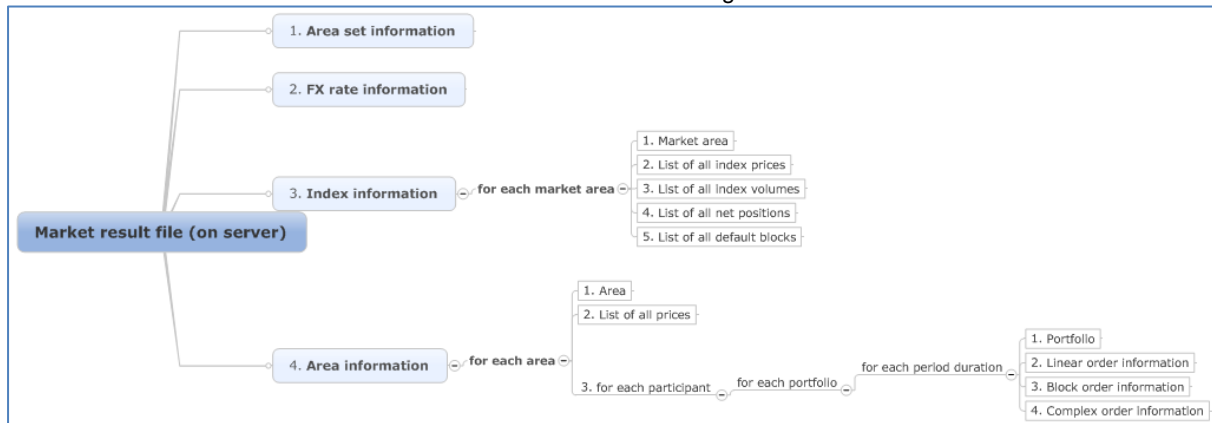 1. Area set information
2. FX rate information
1. Market area
2. List of all index prices
3. Index information
for each market area
3. List of all index volumes
4. List of all net positions
5. List of all default blocks
Market result file (on server)
1. Area
2. List of all prices
4. Area information
for each area
3. for each participant
for each portfolio
for each period duration
1. Portfolio
2. Linear order information
3. Block order information
4. Complex order information